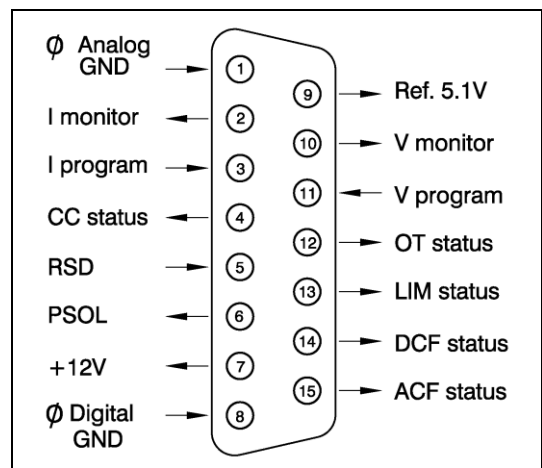 Ø Analog
GND
1
I monitor
2
I program
3
CC status
4
RSD
5
PSOL
6
+12V
7
Ø Digital
GND
8
9
Ref. 5.1V
10
V monitor
11
V program
12
OT status
13
LIM status
14
DCF status
15
ACF status